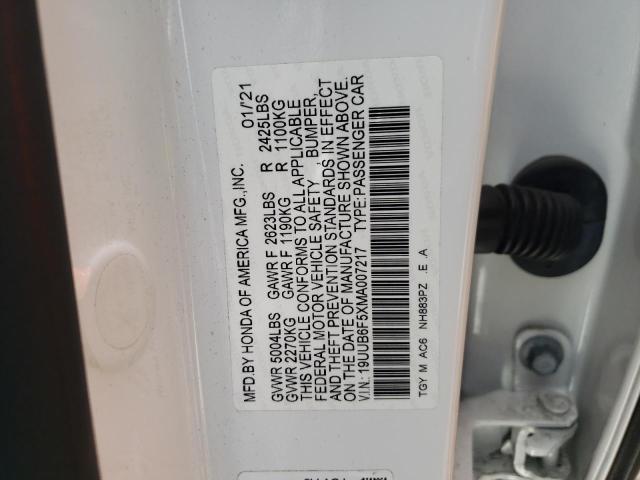 MFD.BY HONDA OF AMERICA MFG.,INC. 01/'21
GVWR 5004LBS GAWR F 2623LBS R 2425LBS
GVWR 2270KG GAWR F 1190KG R 1100KG
THIS VEHICLE CONFORMS TO ALL APPLICABLE
FEDERAL MOTOR VEHICLE SAFETY , BUMPER,
AND THEFT PREVENTION STANDARDS IN EFFECT
ON THE DATE OF MANUFACTURE SHOWN ABOVE.
V.I.N: 19UUB6F5XMA007217 TYPE:PASSENGER CAR
TGY M AC6 NH883PZ .E .A